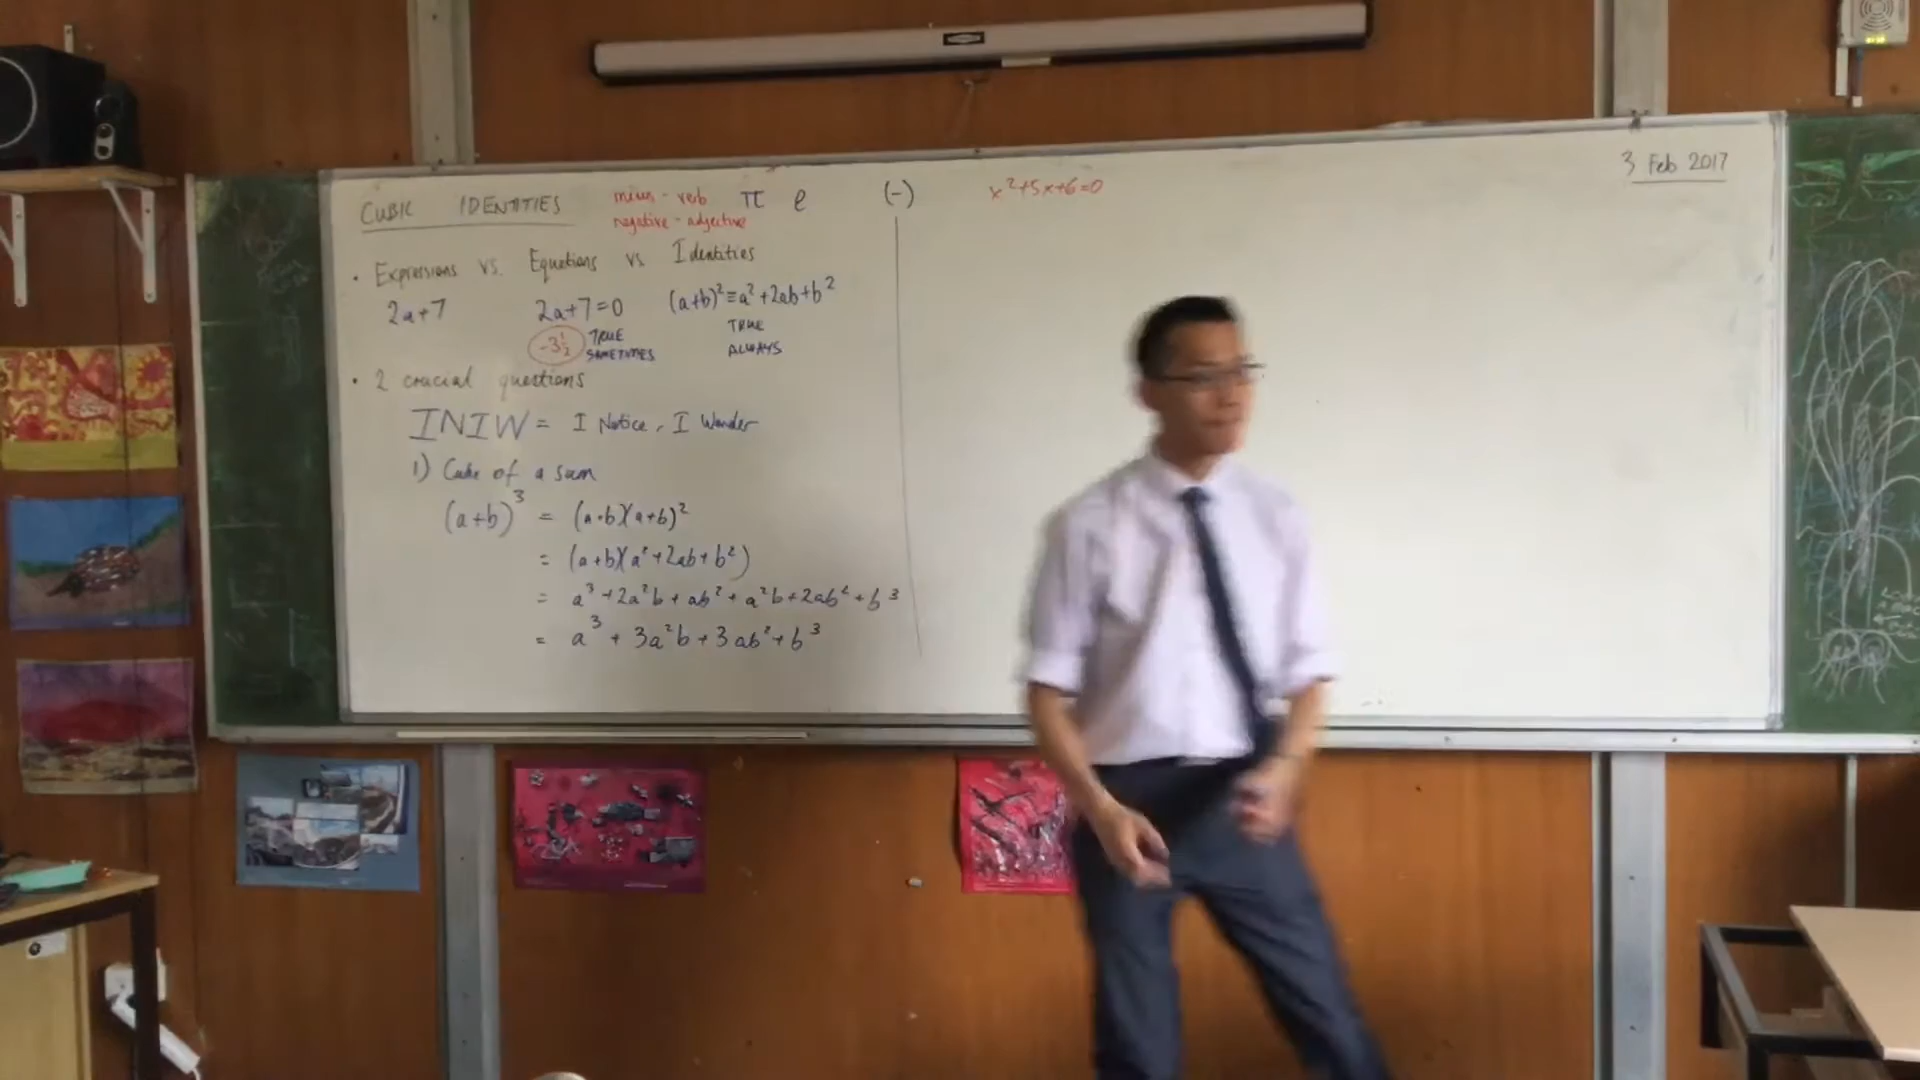 CUBIC IDENTITIES
minus - verb
negative - adjective
π e (-)
x²+5x+6=0
3 Feb 2017
• Expressions vs. Equations vs Identities
2a+7 2a+7=0 (a+b)²≡a²+2ab+b²
-3½ TRUE SOMETIMES
TRUE ALWAYS
• 2 crucial questions
INIW = I Notice, I Wonder
1) Cube of a sum
(a+b)³ = (a+b)(a+b)²
= (a+b)(a²+2ab+b²)
= a³+2a²b+ab²+a²b+2ab²+b³
= a³+3a²b+3ab²+b³